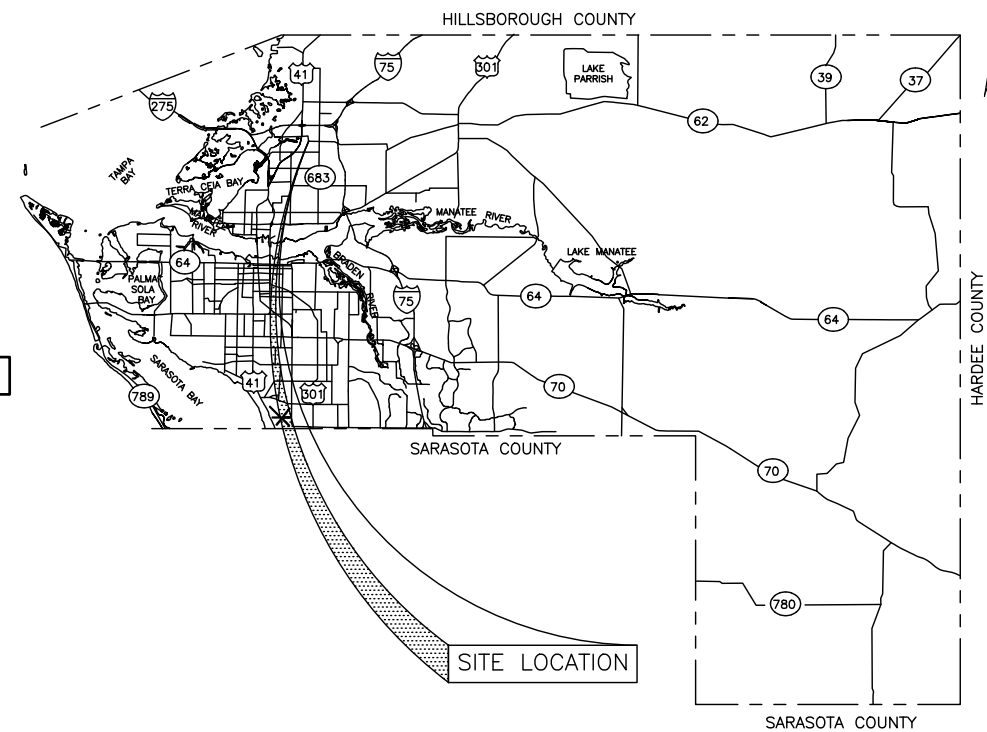 HILLSBOROUGH COUNTY
41
75
301
LAKE
PARRISH
39
37
275
62
TAMPA
BAY
TERRA CEIA BAY
683
MANATEE RIVER
MANATEE
RIVER
64
BRADEN
RIVER
LAKE MANATEE
PALMA
SOLA
BAY
75
64
64
HARDEE COUNTY
SARASOTA BAY
41
301
789
70
SARASOTA COUNTY
70
780
SITE LOCATION
SARASOTA COUNTY